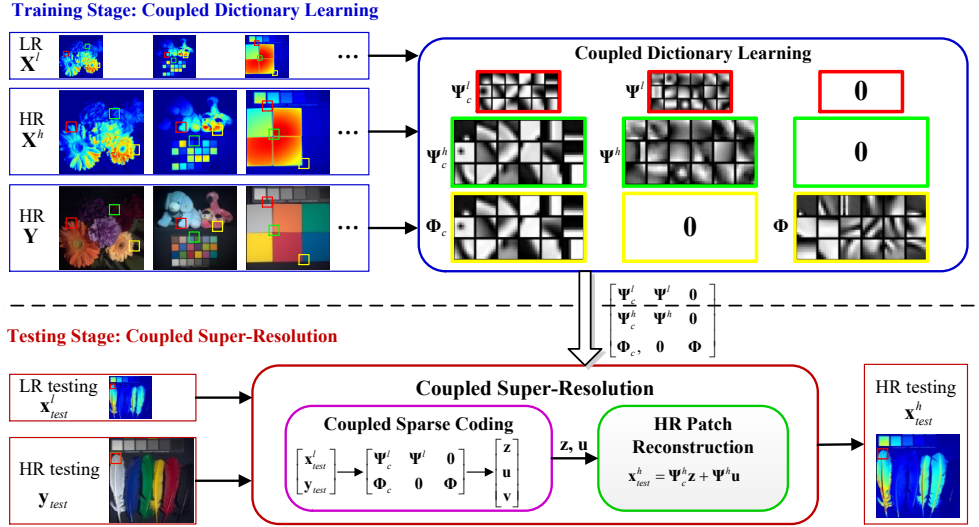 Training Stage: Coupled Dictionary Learning
LR
X^l
...
HR
X^h
...
HR
Y
...
Coupled Dictionary Learning
Ψ_c^l Ψ^l 0
Ψ_c^h Ψ^h 0
Φ_c 0 Φ
Ψ_c^l Ψ^l 0
Ψ_c^h Ψ^h 0
Φ_c, 0 Φ
Testing Stage: Coupled Super-Resolution
LR testing
x_test^l
HR testing
y_test
Coupled Super-Resolution
Coupled Sparse Coding
x_test^l Ψ_c^l Ψ^l 0 z
u
y_test Φ_c 0 Φ v
z, u
HR Patch
Reconstruction
x_test^h = Ψ_c^h z + Ψ^h u
HR testing
x_test^h